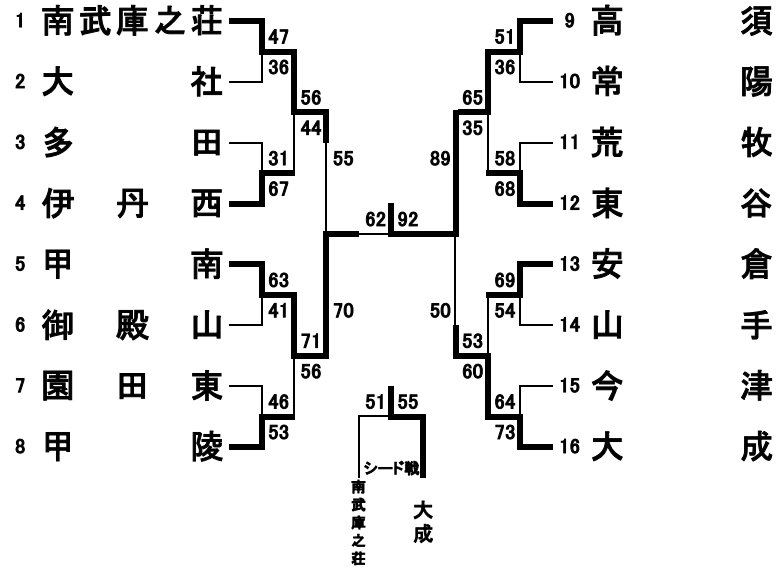 1 南武庫之荘 47 51 9 高須
2 大社 36 36 10 常陽
56 65
44 35
3 多田 31 55 89 58 11 荒牧
4 伊丹西 67 68 12 東谷
62 92
5 甲南 63 69 13 安倉
6 御殿山 41 70 50 54 14 山手
71 53
56 60
7 園田東 46 64 15 今津
8 甲陵 53 51 55 73 16 大成
シード戦
南武庫之荘 大成